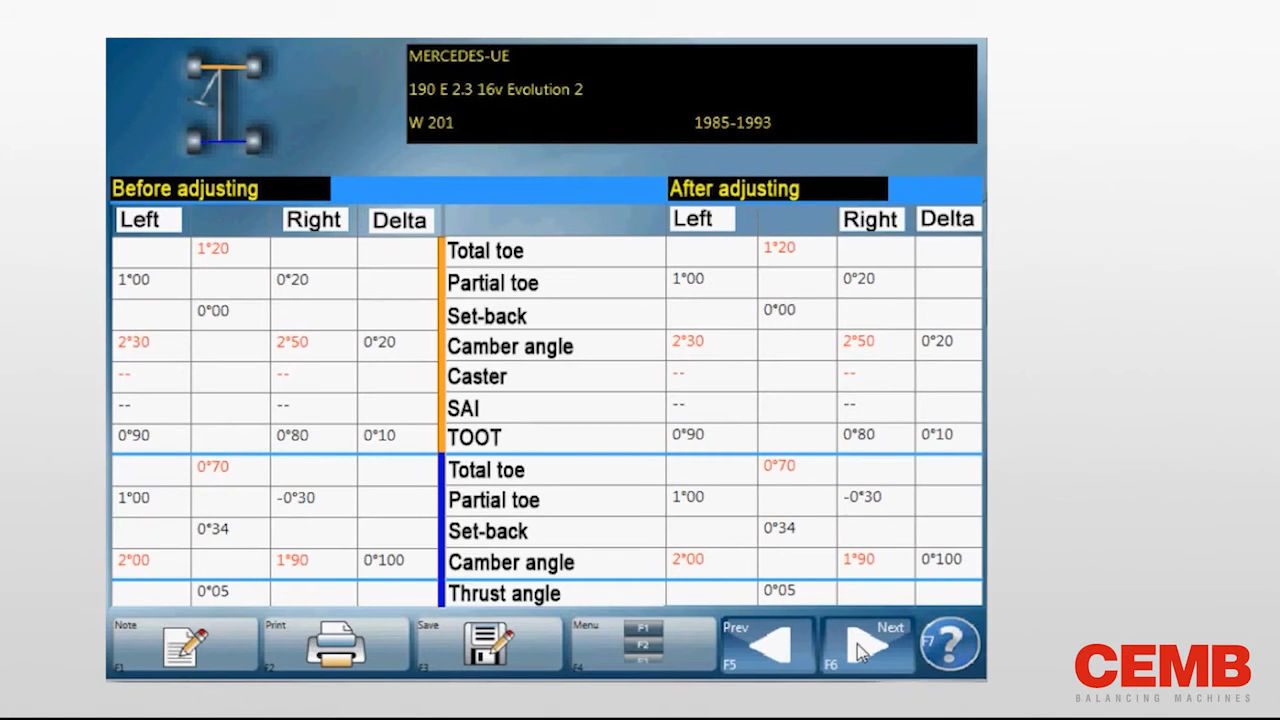 MERCEDES-UE
190 E 2.3 16v Evolution 2
W 201 1985-1993
Before adjusting After adjusting
Left Right Delta Left Right Delta
1°20 Total toe 1°20
1°00 0°20 Partial toe 1°00 0°20
0°00 Set-back 0°00
2°30 2°50 0°20 Camber angle 2°30 2°50 0°20
-- -- Caster -- --
-- -- SAI -- --
0°90 0°80 0°10 TOOT 0°90 0°80 0°10
0°70 Total toe 0°70
1°00 -0°30 Partial toe 1°00 -0°30
0°34 Set-back 0°34
2°00 1°90 0°100 Camber angle 2°00 1°90 0°100
0°05 Thrust angle 0°05
Note Print Save Menu F1 Prev Next
F2 F7 ?
F1 F2 F3 F4 F5 F6
CEMB
BALANCING MACHINES